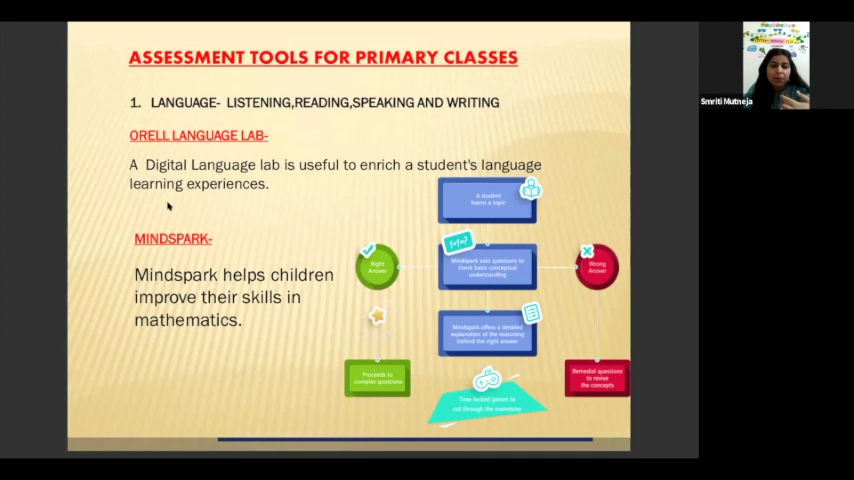 ASSESSMENT TOOLS FOR PRIMARY CLASSES
1. LANGUAGE- LISTENING,READING,SPEAKING AND WRITING
ORELL LANGUAGE LAB-
A Digital Language lab is useful to enrich a student's language
learning experiences.
MINDSPARK-
Mindspark helps children
improve their skills in
mathematics.
A student
learns a topic
Mindspark asks questions to
check basic conceptual
understanding
Right
Answer
Wrong
Answer
Mindspark offers a detailed
explanation of the reasoning
behind the right answer
Proceeds to
complex questions
Remedial questions
to revise
the concepts
Time locked games to
cut through the monotony
Smriti Mutneja